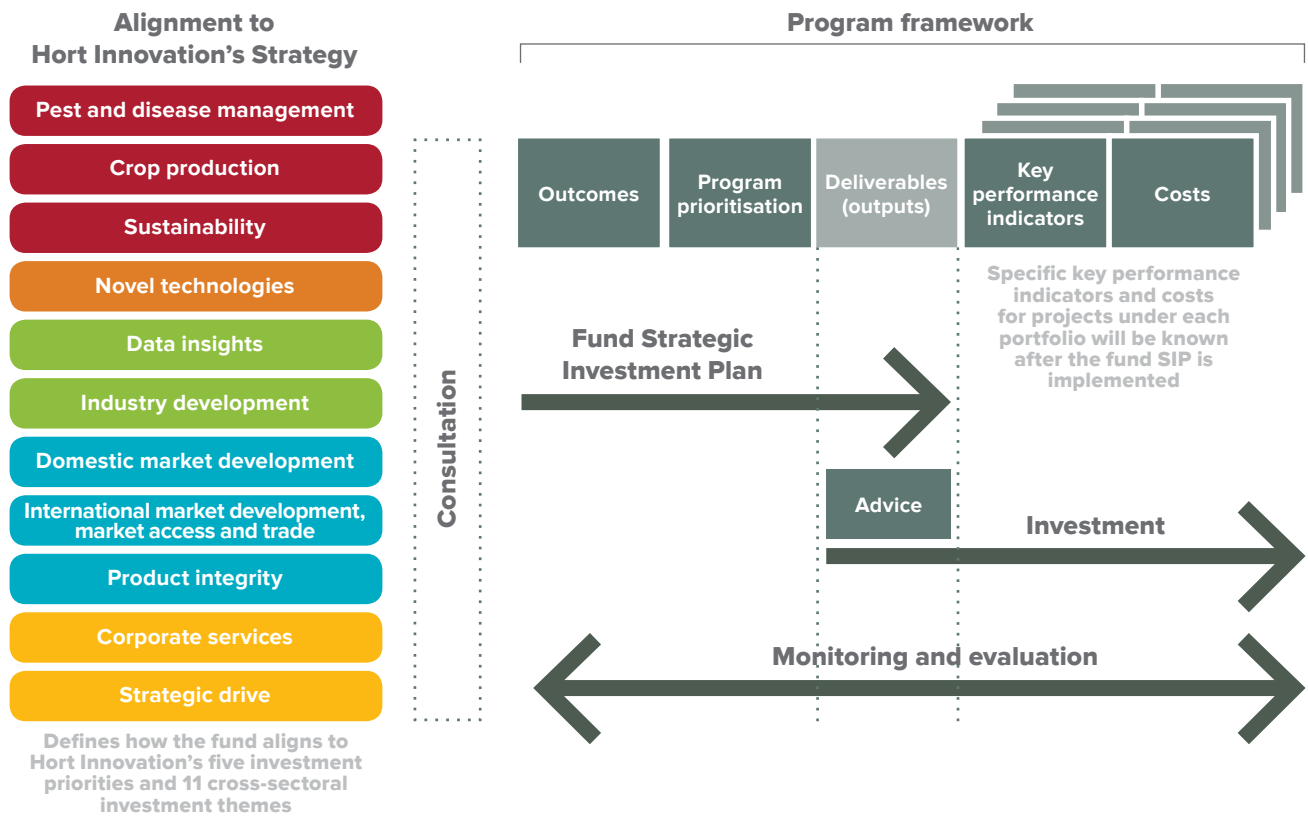 Alignment to
Hort Innovation's Strategy
Pest and disease management
Crop production
Sustainability
Novel technologies
Data insights
Industry development
Domestic market development
International market development,
market access and trade
Product integrity
Corporate services
Strategic drive
Defines how the fund aligns to
Hort Innovation's five investment
priorities and 11 cross-sectoral
investment themes
Consultation
Program framework
Outcomes
Program
prioritisation
Deliverables
(outputs)
Key
performance
indicators
Costs
Specific key performance
indicators and costs
for projects under each
portfolio will be known
after the fund SIP is
implemented
Fund Strategic
Investment Plan
Advice
Investment
Monitoring and evaluation